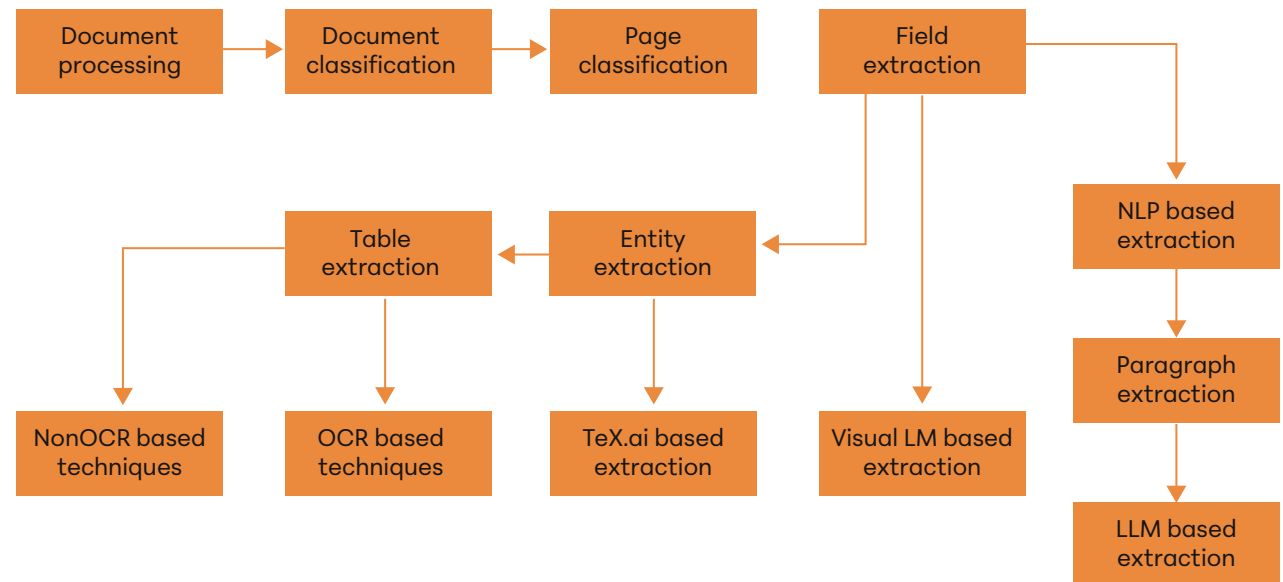 Document
processing
Document
classification
Page
classification
Field
extraction
NLP based
extraction
Table
extraction
Entity
extraction
Paragraph
extraction
NonOCR based
techniques
OCR based
techniques
TeX.ai based
extraction
Visual LM based
extraction
LLM based
extraction